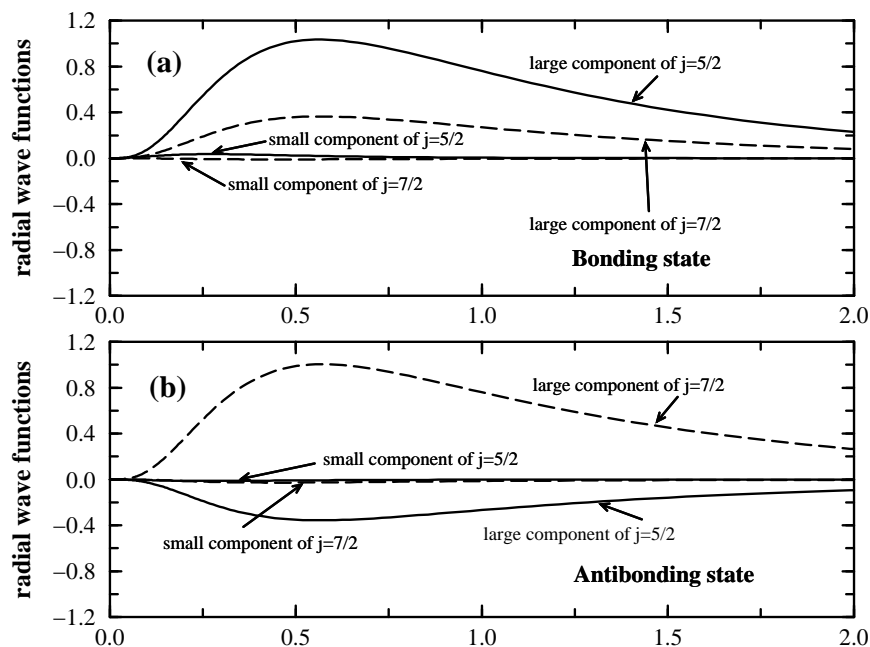 1.2
(a)
large component of j=5/2
0.8
0.4
small component of j=5/2
0.0
small component of j=7/2
−0.4
large component of j=7/2
−0.8
Bonding state
−1.2
radial wave functions
0.0 0.5 1.0 1.5 2.0
1.2
(b)
large component of j=7/2
0.8
0.4
small component of j=5/2
0.0
−0.4
small component of j=7/2
large component of j=5/2
−0.8
Antibonding state
−1.2
radial wave functions
0.0 0.5 1.0 1.5 2.0